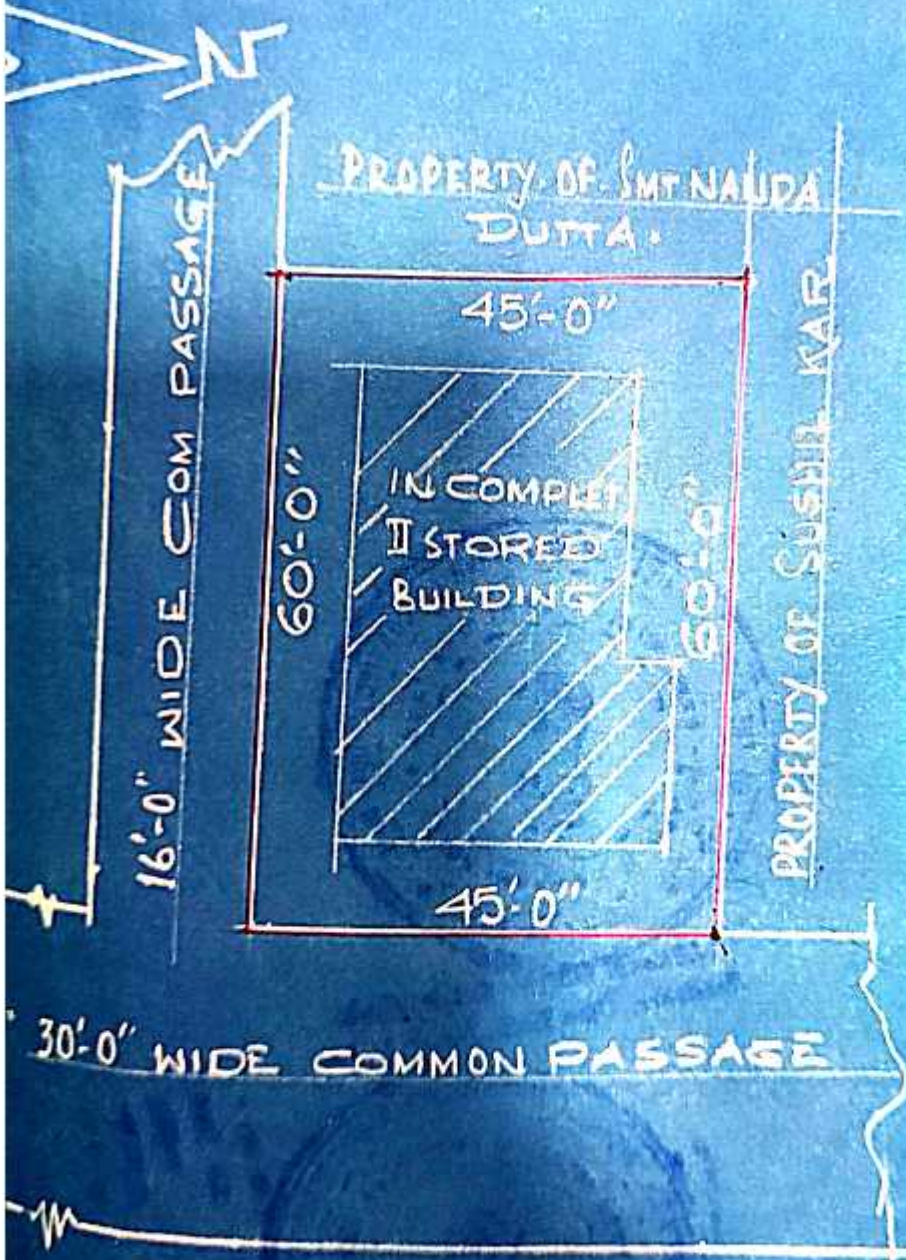 N
PROPERTY. OF. SMT NANDA
DUTTA.
45'-0"
16'-0" WIDE COM PASSAGE
60'-0"
IN COMPLET
II STORED
BUILDING
60'-0"
PROPERTY OF SUSHIL KAR
45'-0"
30'-0" WIDE COMMON PASSAGE